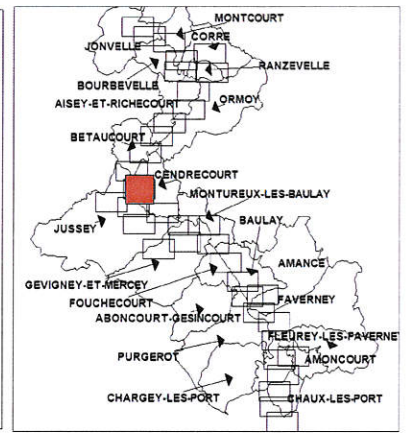 MONTCOURT
CORRE
JONVELLE
RANZEVELLE
BOURBEVELLE
AISEY-ET-RICHECOURT
ORMOY
BETAUCOURT
CENDRECOURT
MONTUREUX-LES-BAULAY
JUSSEY
BAULAY
AMANCE
GEVIGNEY-ET-MERCEY
FOUCHECOURT
FAVERNEY
ABONCOURT-GESINCOURT
FLEUREY-LES-FAVERNEY
PURGEROT
AMONCOURT
CHARGEY-LES-PORT
CHAUX-LES-PORT